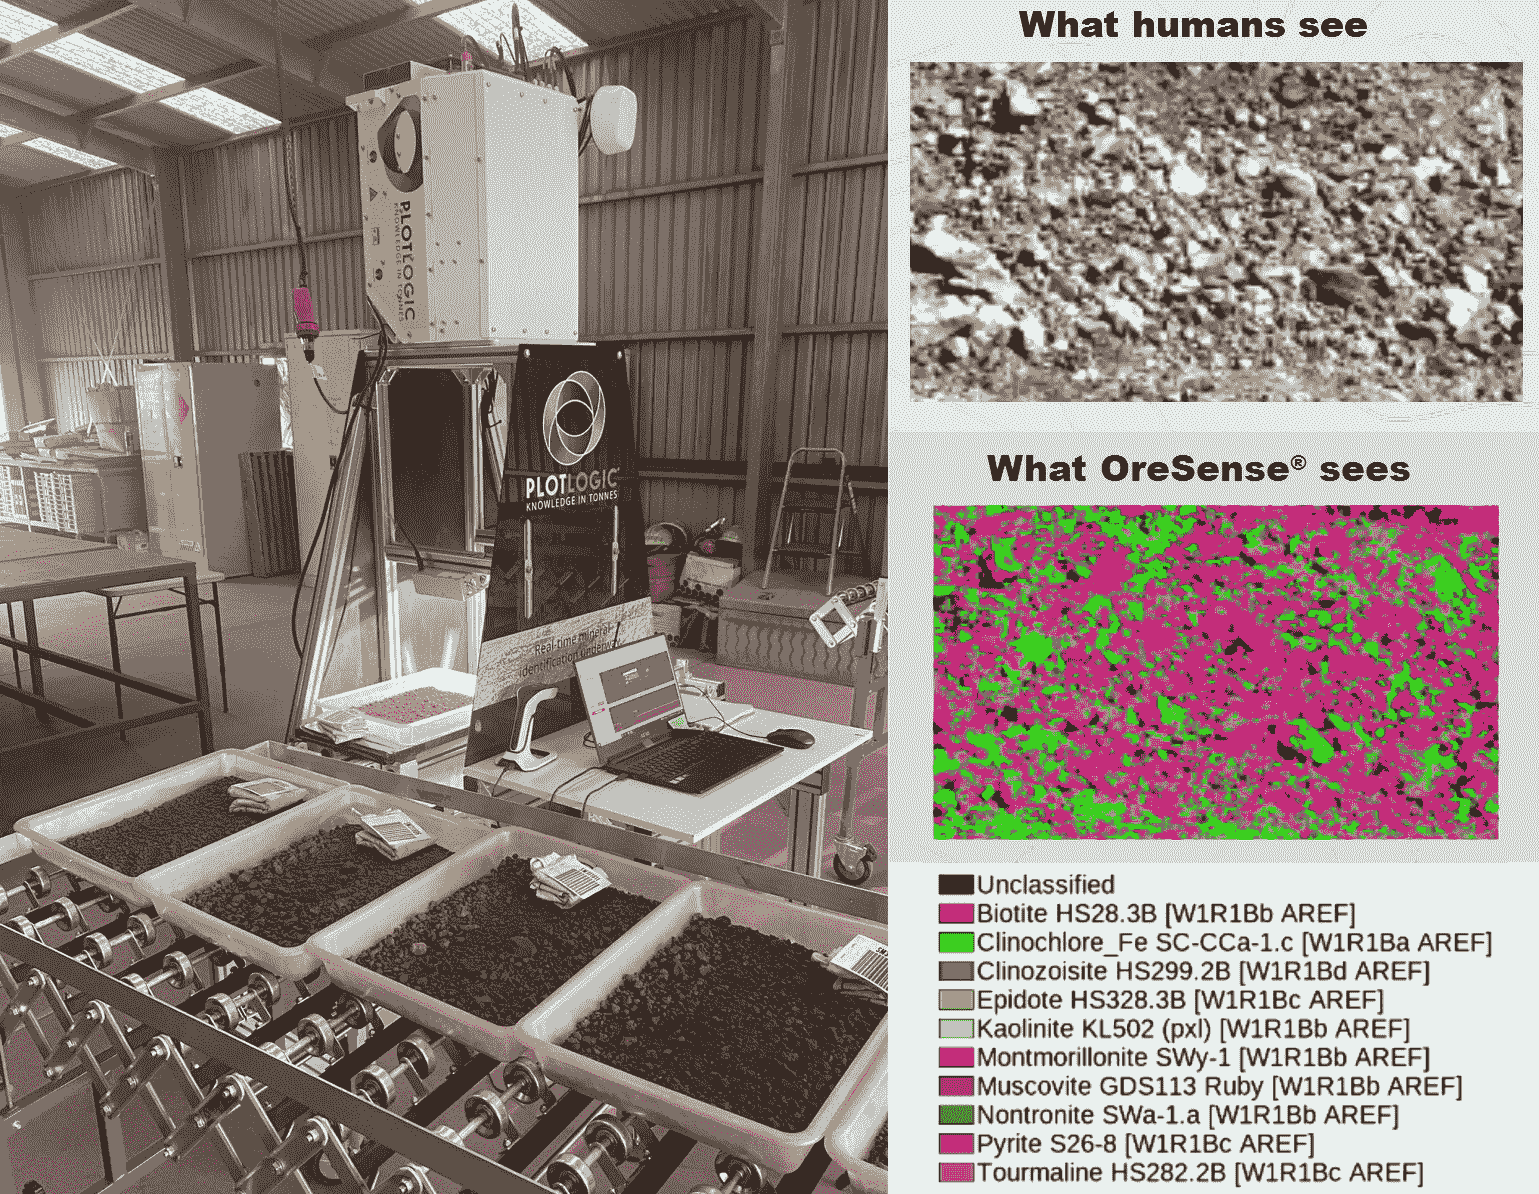 PLOTLOGIC
KNOWLEDGE IN TONNES
PLOTLOGIC
KNOWLEDGE IN TONNES
Real-time mineral
identification
What humans see
What OreSense® sees
Unclassified
Biotite HS28.3B [W1R1Bb AREF]
Clinochlore_Fe SC-CCa-1.c [W1R1Ba AREF]
Clinozoisite HS299.2B [W1R1Bd AREF]
Epidote HS328.3B [W1R1Bc AREF]
Kaolinite KL502 (pxl) [W1R1Bb AREF]
Montmorillonite SWy-1 [W1R1Bb AREF]
Muscovite GDS113 Ruby [W1R1Bb AREF]
Nontronite SWa-1.a [W1R1Bb AREF]
Pyrite S26-8 [W1R1Bc AREF]
Tourmaline HS282.2B [W1R1Bc AREF]